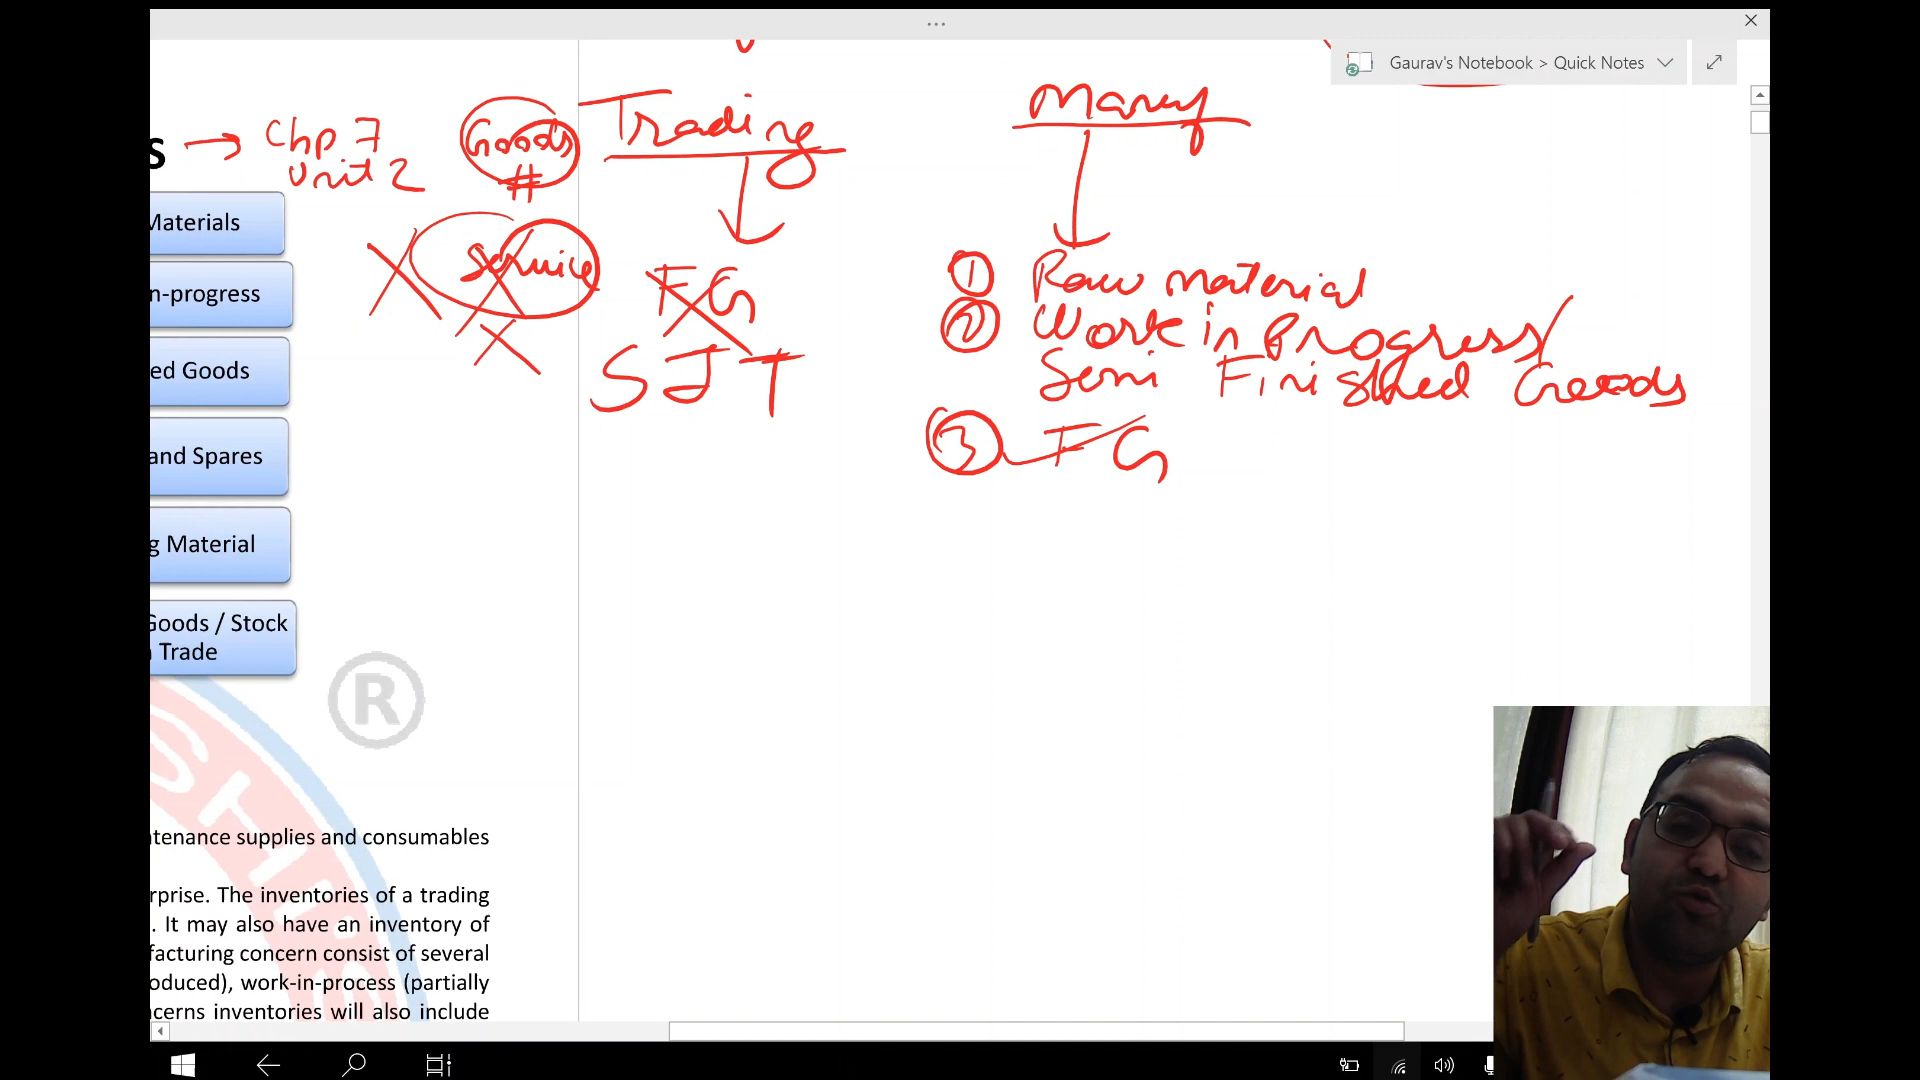 Gaurav's Notebook > Quick Notes
S → Chp 7
Unit 2
Goods
#
Service
Materials
n-progress
ed Goods
and Spares
g Material
Goods / Stock
Trade
Trading
FG
SIT
Manuf
① Raw material
② Work in Progress/
Semi Finished Goods
③ FG
®
SHR
tenance supplies and consumables
rprise. The inventories of a trading
. It may also have an inventory of
facturing concern consist of several
oduced), work-in-process (partially
cerns inventories will also include